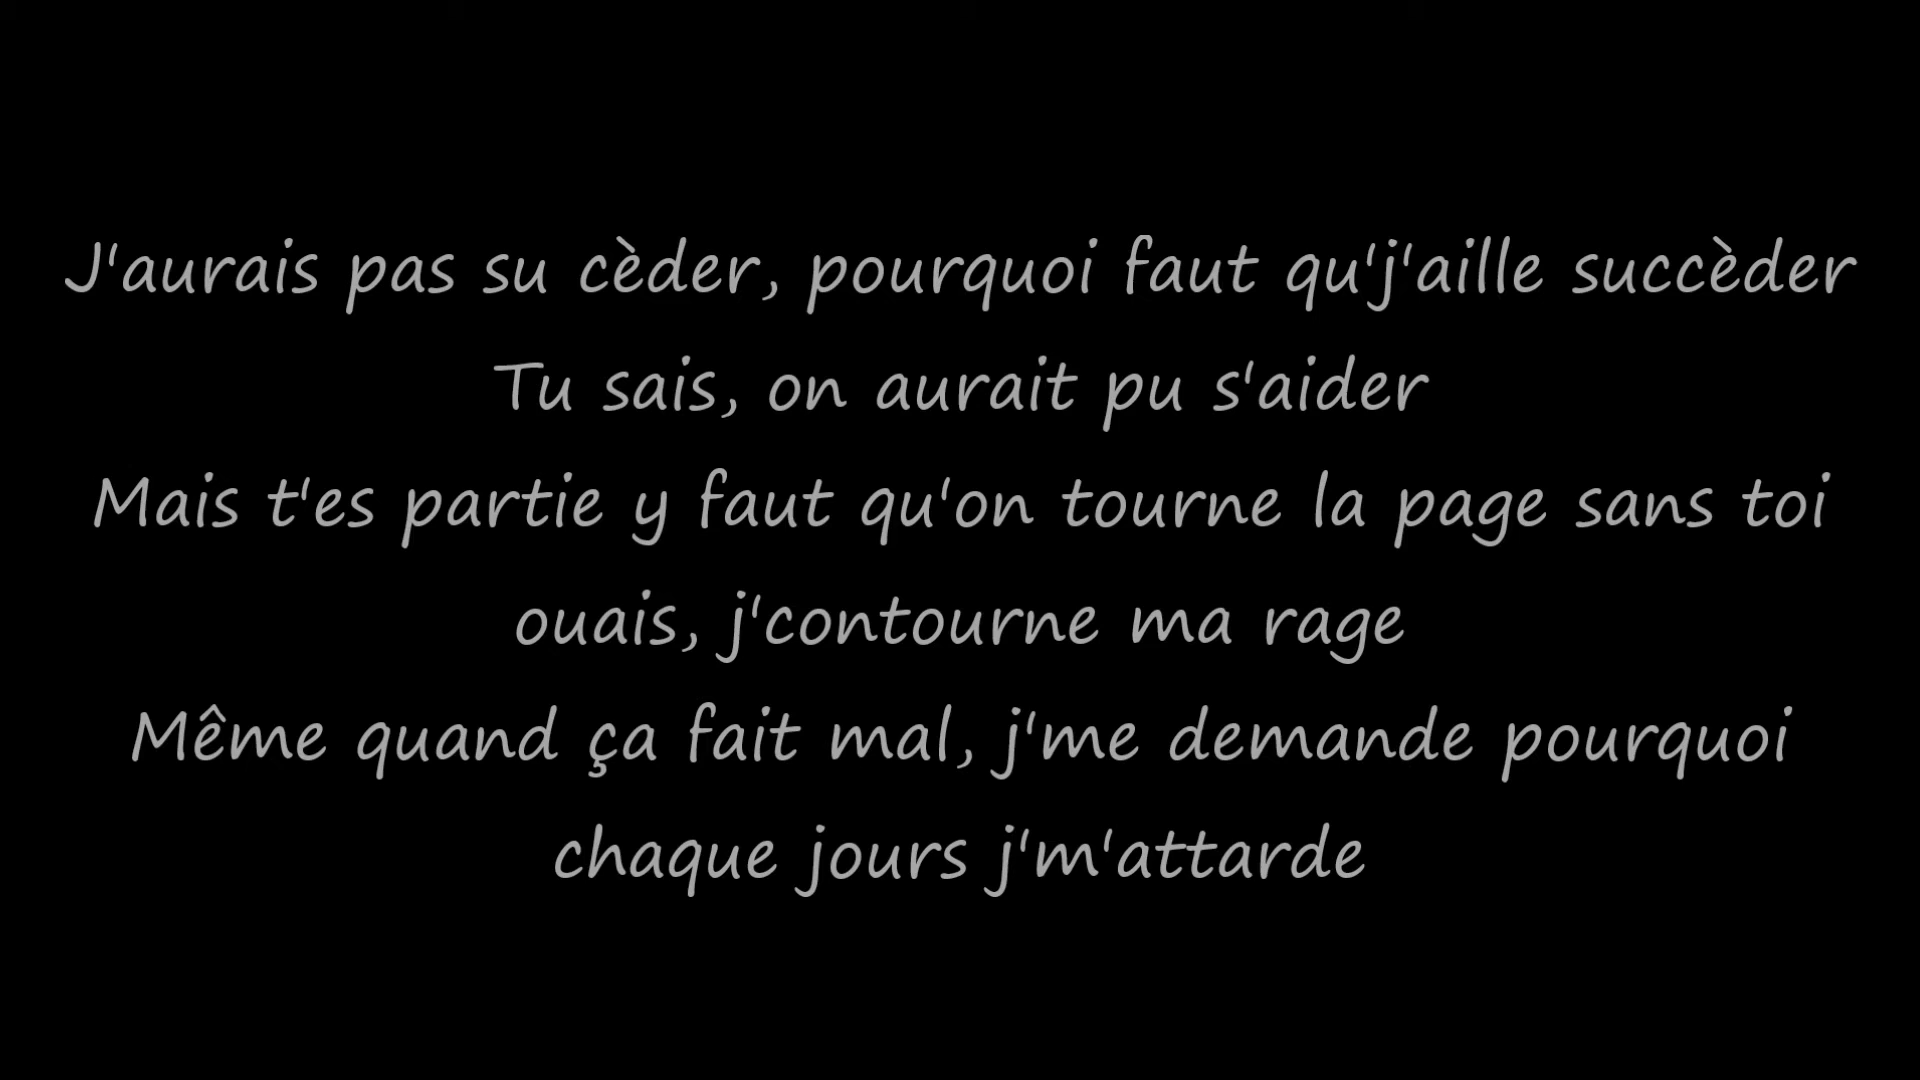 J'aurais pas su cèder, pourquoi faut qu'j'aille succèder
Tu sais, on aurait pu s'aider
Mais t'es partie y faut qu'on tourne la page sans toi
ouais, j'contourne ma rage
Même quand ça fait mal, j'me demande pourquoi
chaque jours j'm'attarde